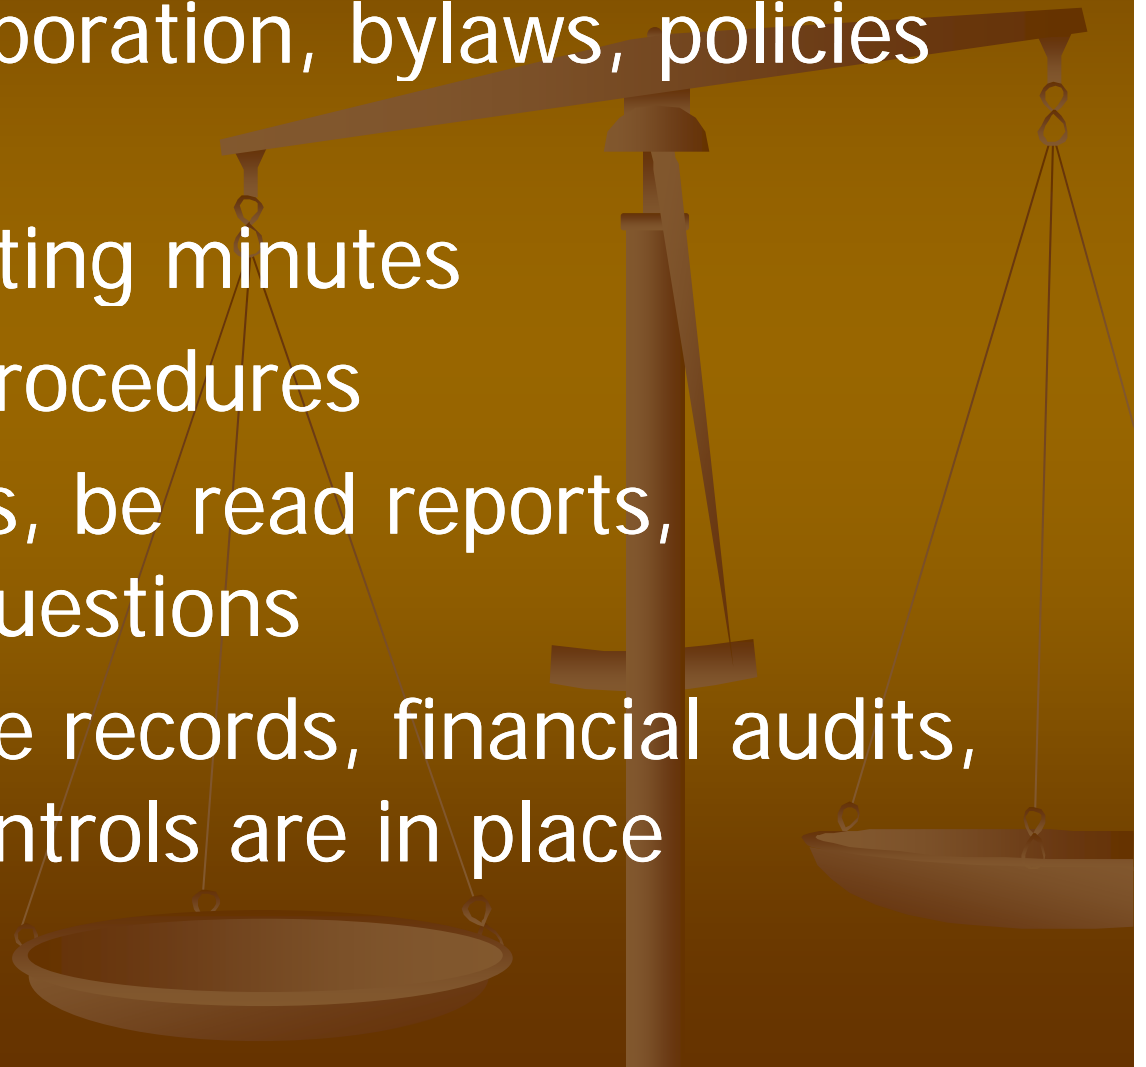 poration, bylaws, policies
ting minutes
rocedures
s, be read reports,
uestions
e records, financial audits,
ntrols are in place